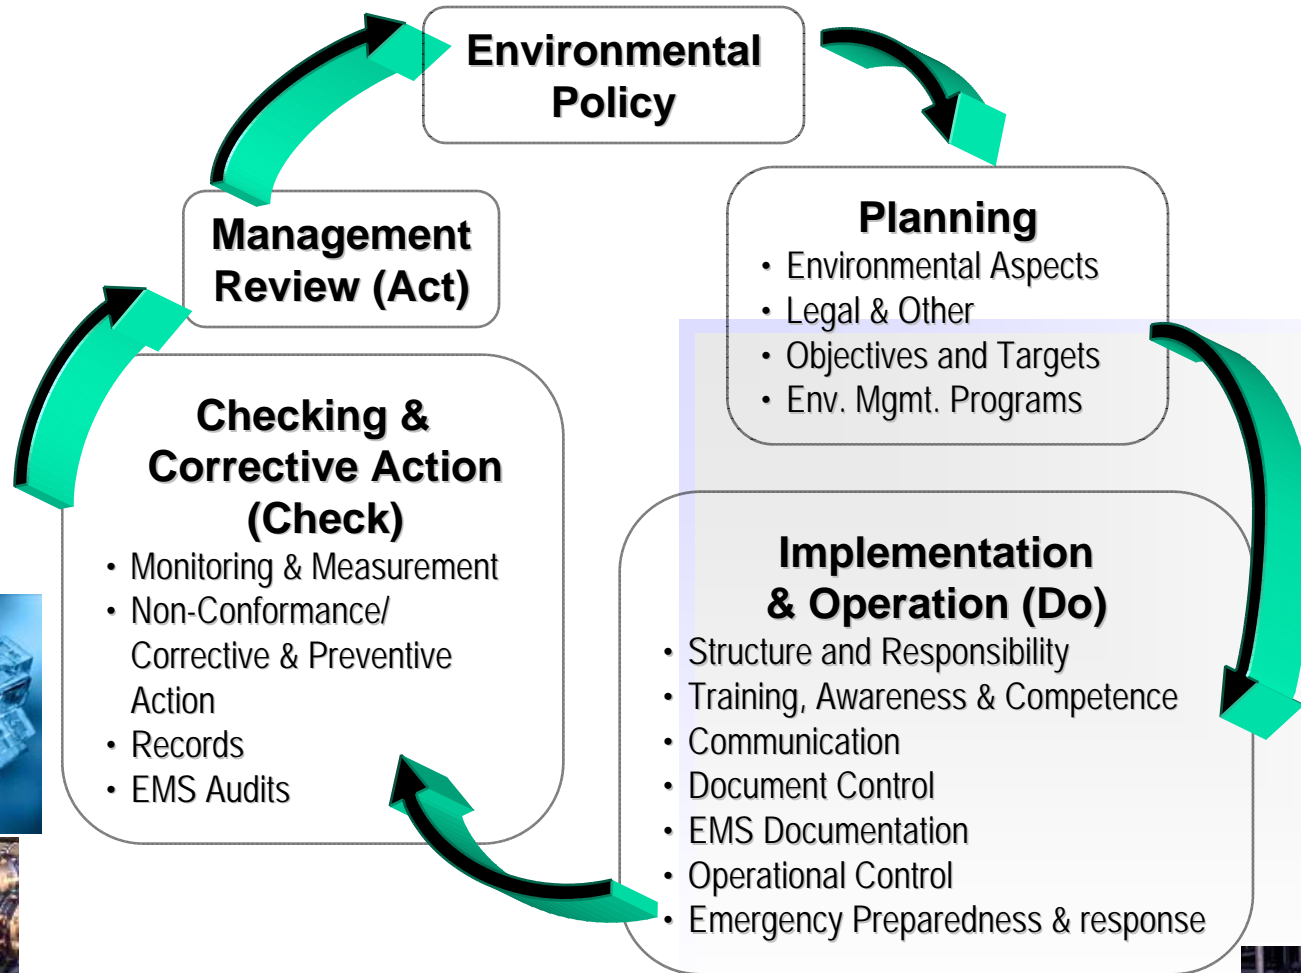 Environmental
Policy
Planning
• Environmental Aspects
• Legal & Other
• Objectives and Targets
• Env. Mgmt. Programs
Implementation
& Operation (Do)
• Structure and Responsibility
• Training, Awareness & Competence
• Communication
• Document Control
• EMS Documentation
• Operational Control
• Emergency Preparedness & response
Checking &
Corrective Action
(Check)
• Monitoring & Measurement
• Non-Conformance/
Corrective & Preventive
Action
• Records
• EMS Audits
Management
Review (Act)